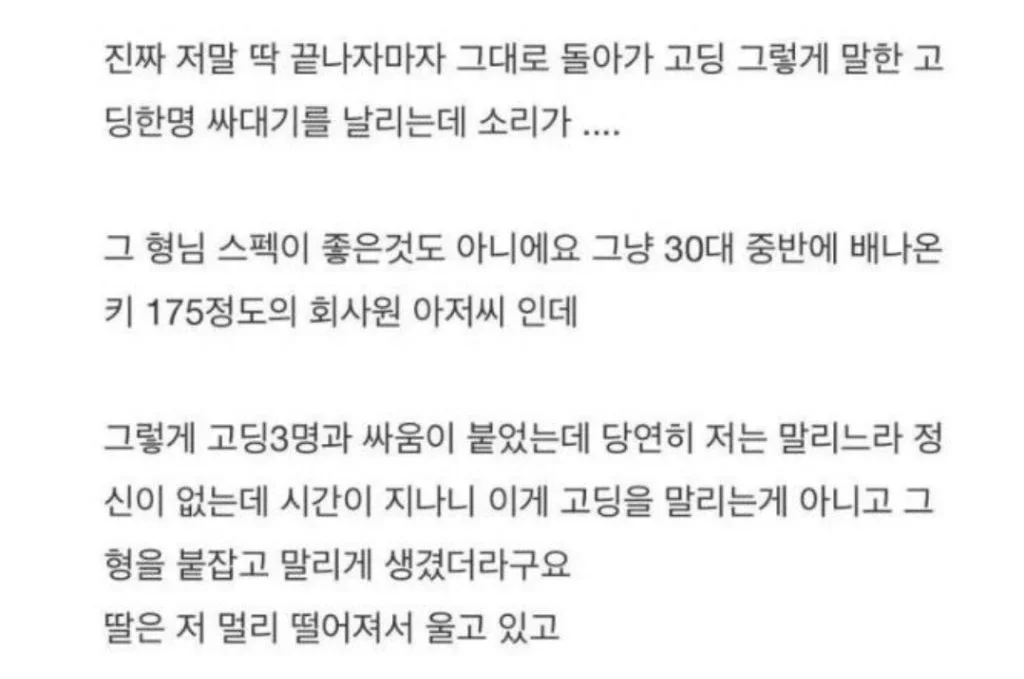 진짜 저말 딱 끝나자마자 그대로 돌아가 고딩 그렇게 말한 고
딩한명 싸대기를 날리는데 소리가 ....
그 형님 스펙이 좋은것도 아니에요 그냥 30대 중반에 배나온
키 175정도의 회사원 아저씨 인데
그렇게 고딩3명과 싸움이 붙었는데 당연히 저는 말리느라 정
신이 없는데 시간이 지나니 이게 고딩을 말리는게 아니고 그
형을 붙잡고 말리게 생겼더라구요
딸은 저 멀리 떨어져서 울고 있고